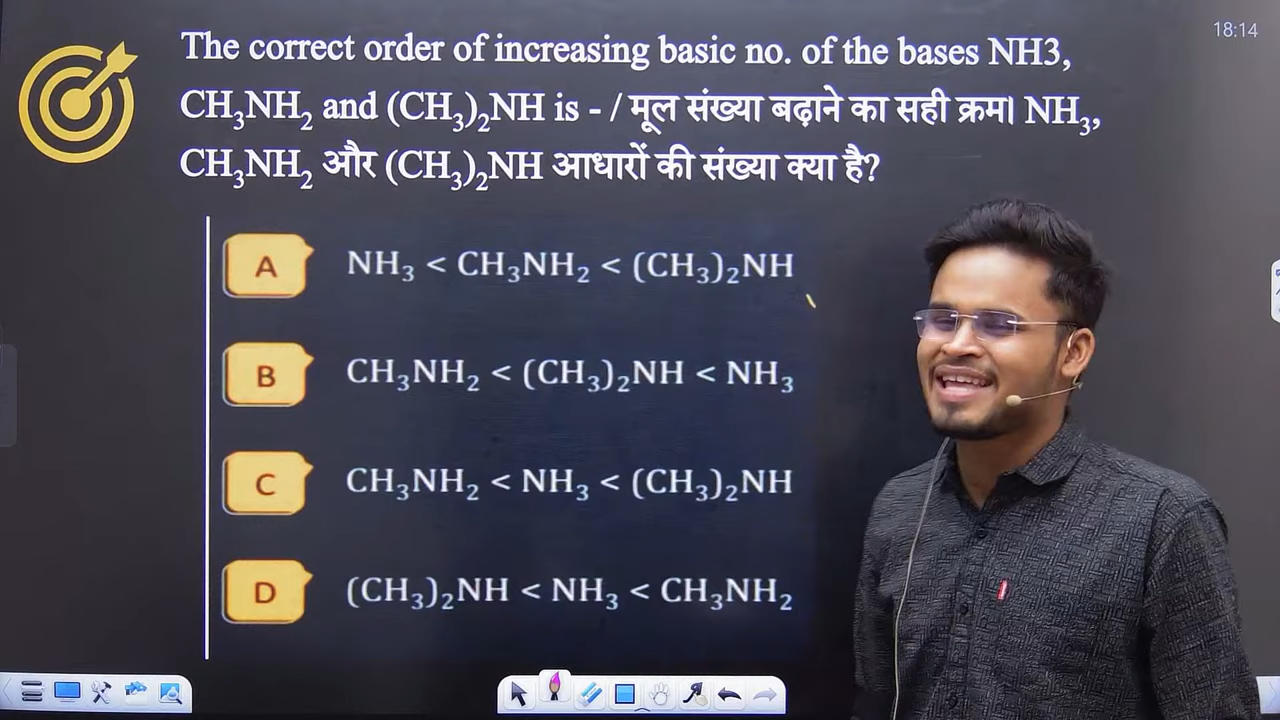 18:14
The correct order of increasing basic no. of the bases NH3,
CH₃NH₂ and (CH₃)₂NH is - / मूल संख्या बढ़ाने का सही क्रम। NH₃,
CH₃NH₂ और (CH₃)₂NH आधारों की संख्या क्या है?
A NH₃ < CH₃NH₂ < (CH₃)₂NH
B CH₃NH₂ < (CH₃)₂NH < NH₃
C CH₃NH₂ < NH₃ < (CH₃)₂NH
D (CH₃)₂NH < NH₃ < CH₃NH₂